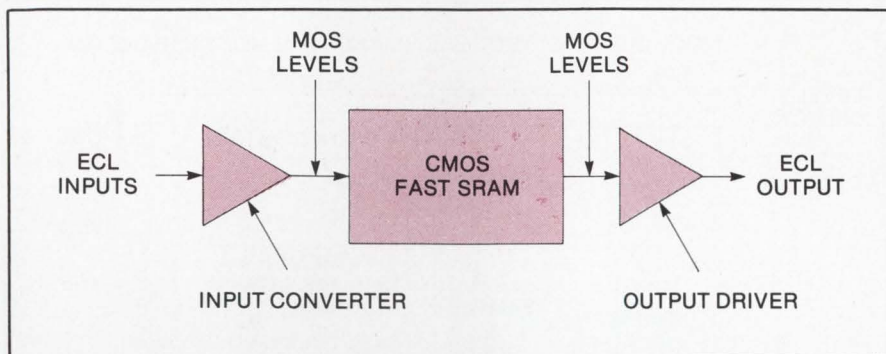 MOS
LEVELS
MOS
LEVELS
ECL
INPUTS
CMOS
FAST SRAM
ECL
OUTPUT
INPUT CONVERTER
OUTPUT DRIVER